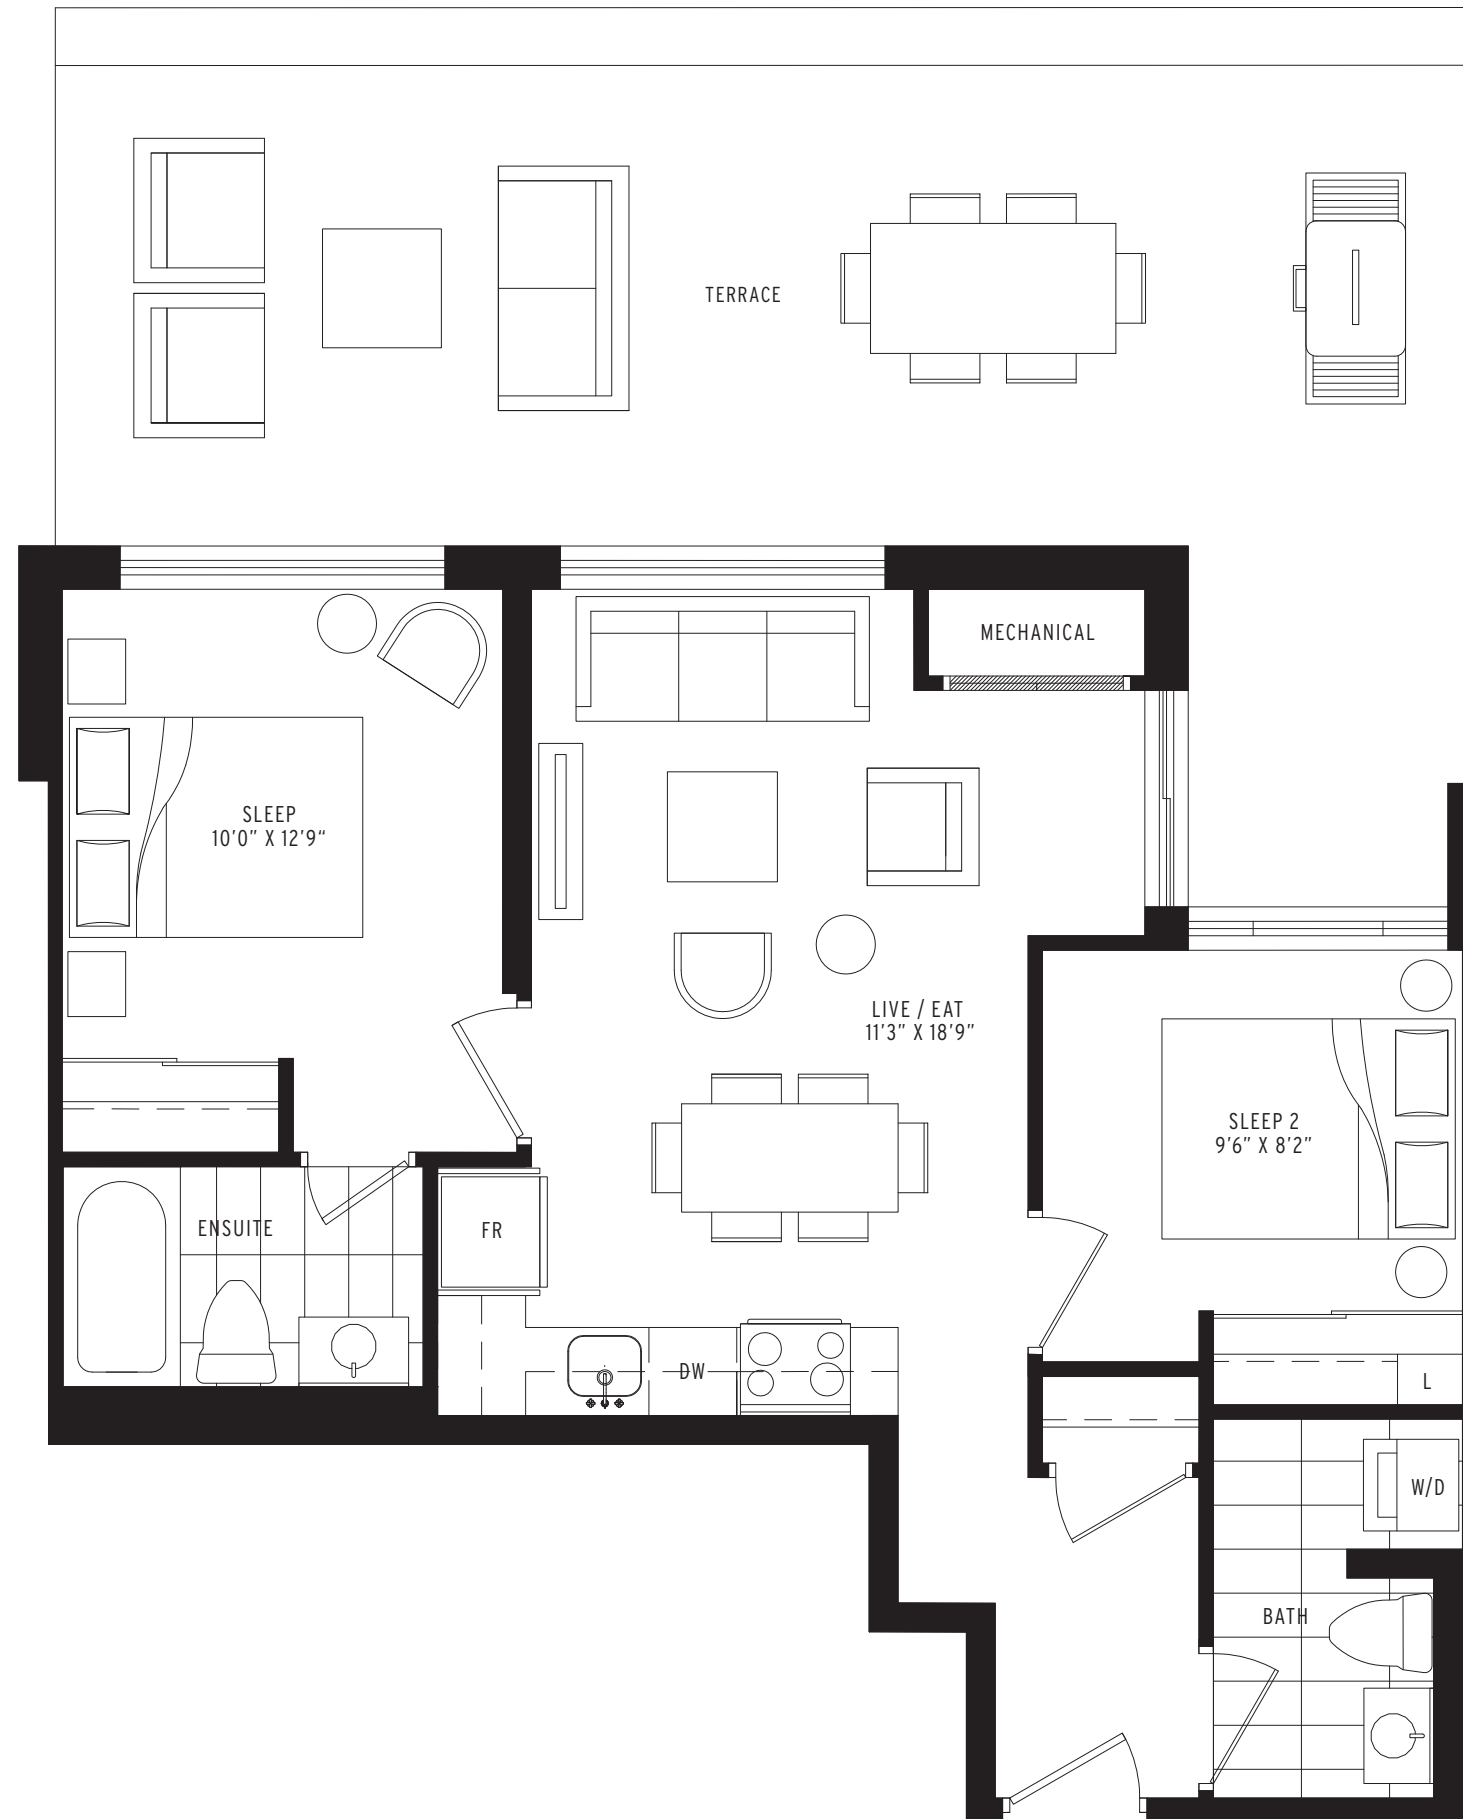 TERRACE
MECHANICAL
SLEEP
10'0" X 12'9"
LIVE / EAT
11'3" X 18'9"
SLEEP 2
9'6" X 8'2"
ENSUITE
FR
DW
L
W/D
BATH